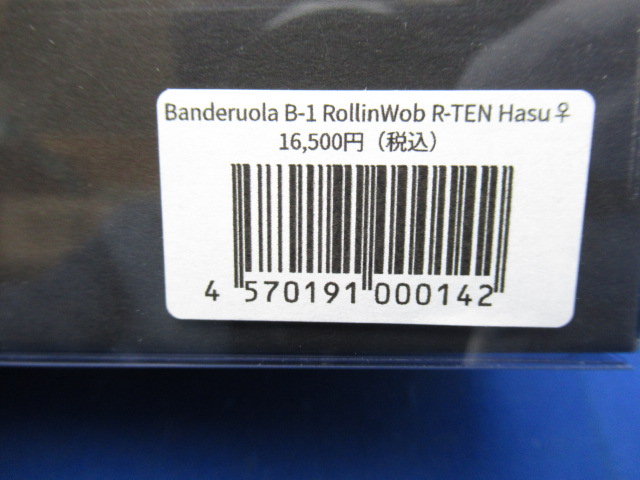 Banderuola B-1 RollinWob R-TEN Hasu♀
16,500円（税込）
4 570191 000142